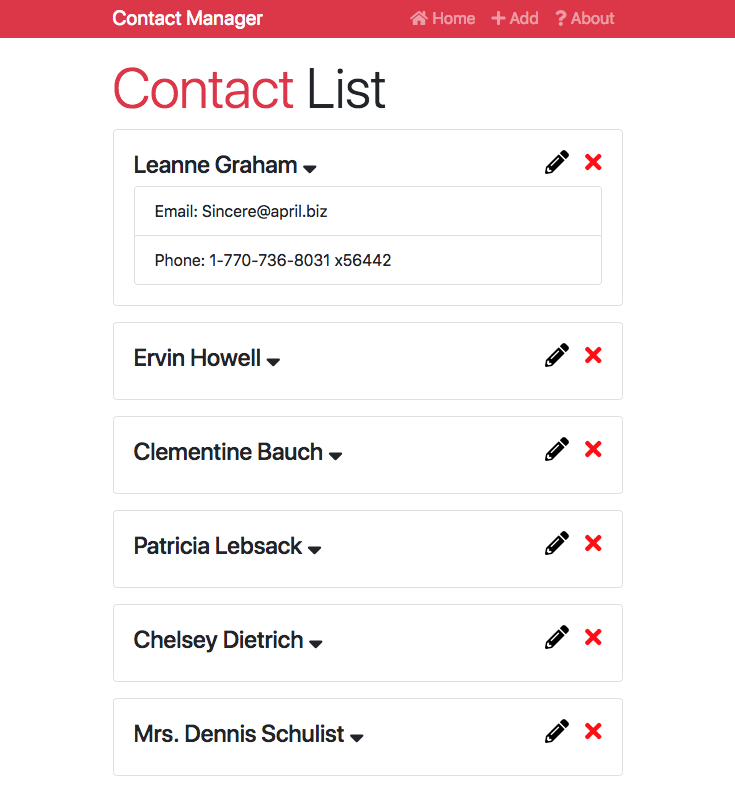 Contact Manager Home Add About
Contact List
Leanne Graham
Email: Sincere@april.biz
Phone: 1-770-736-8031 x56442
Ervin Howell
Clementine Bauch
Patricia Lebsack
Chelsey Dietrich
Mrs. Dennis Schulist